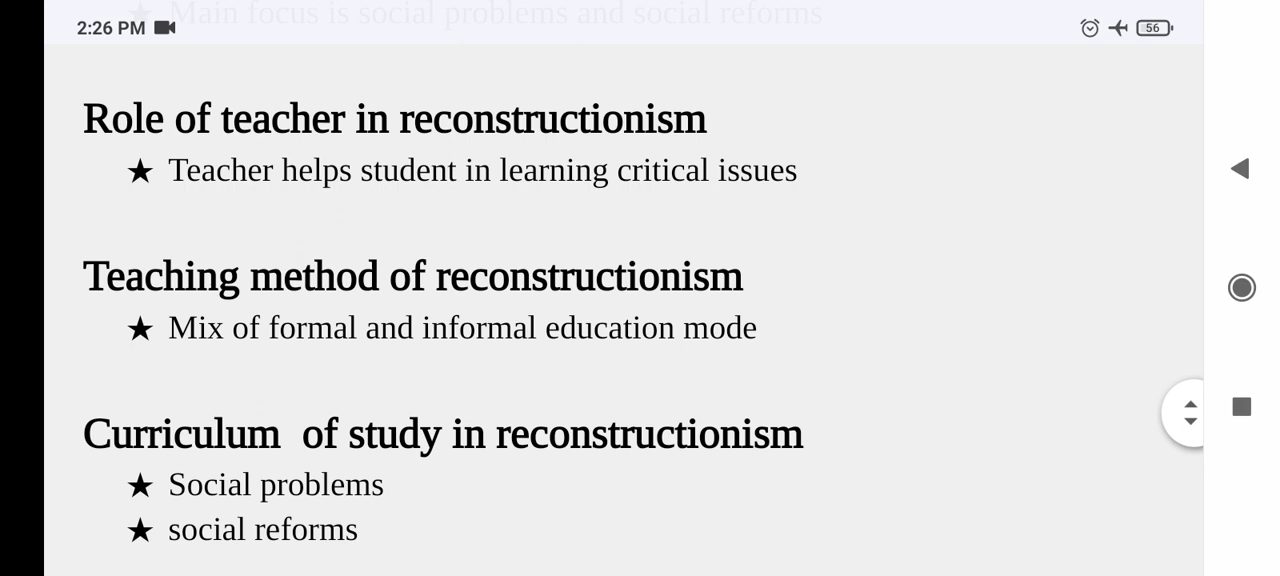 ★ Main focus is social problems and social reforms
2:26 PM 56
Role of teacher in reconstructionism
★ Teacher helps student in learning critical issues
Teaching method of reconstructionism
★ Mix of formal and informal education mode
Curriculum  of study in reconstructionism
★ Social problems
★ social reforms